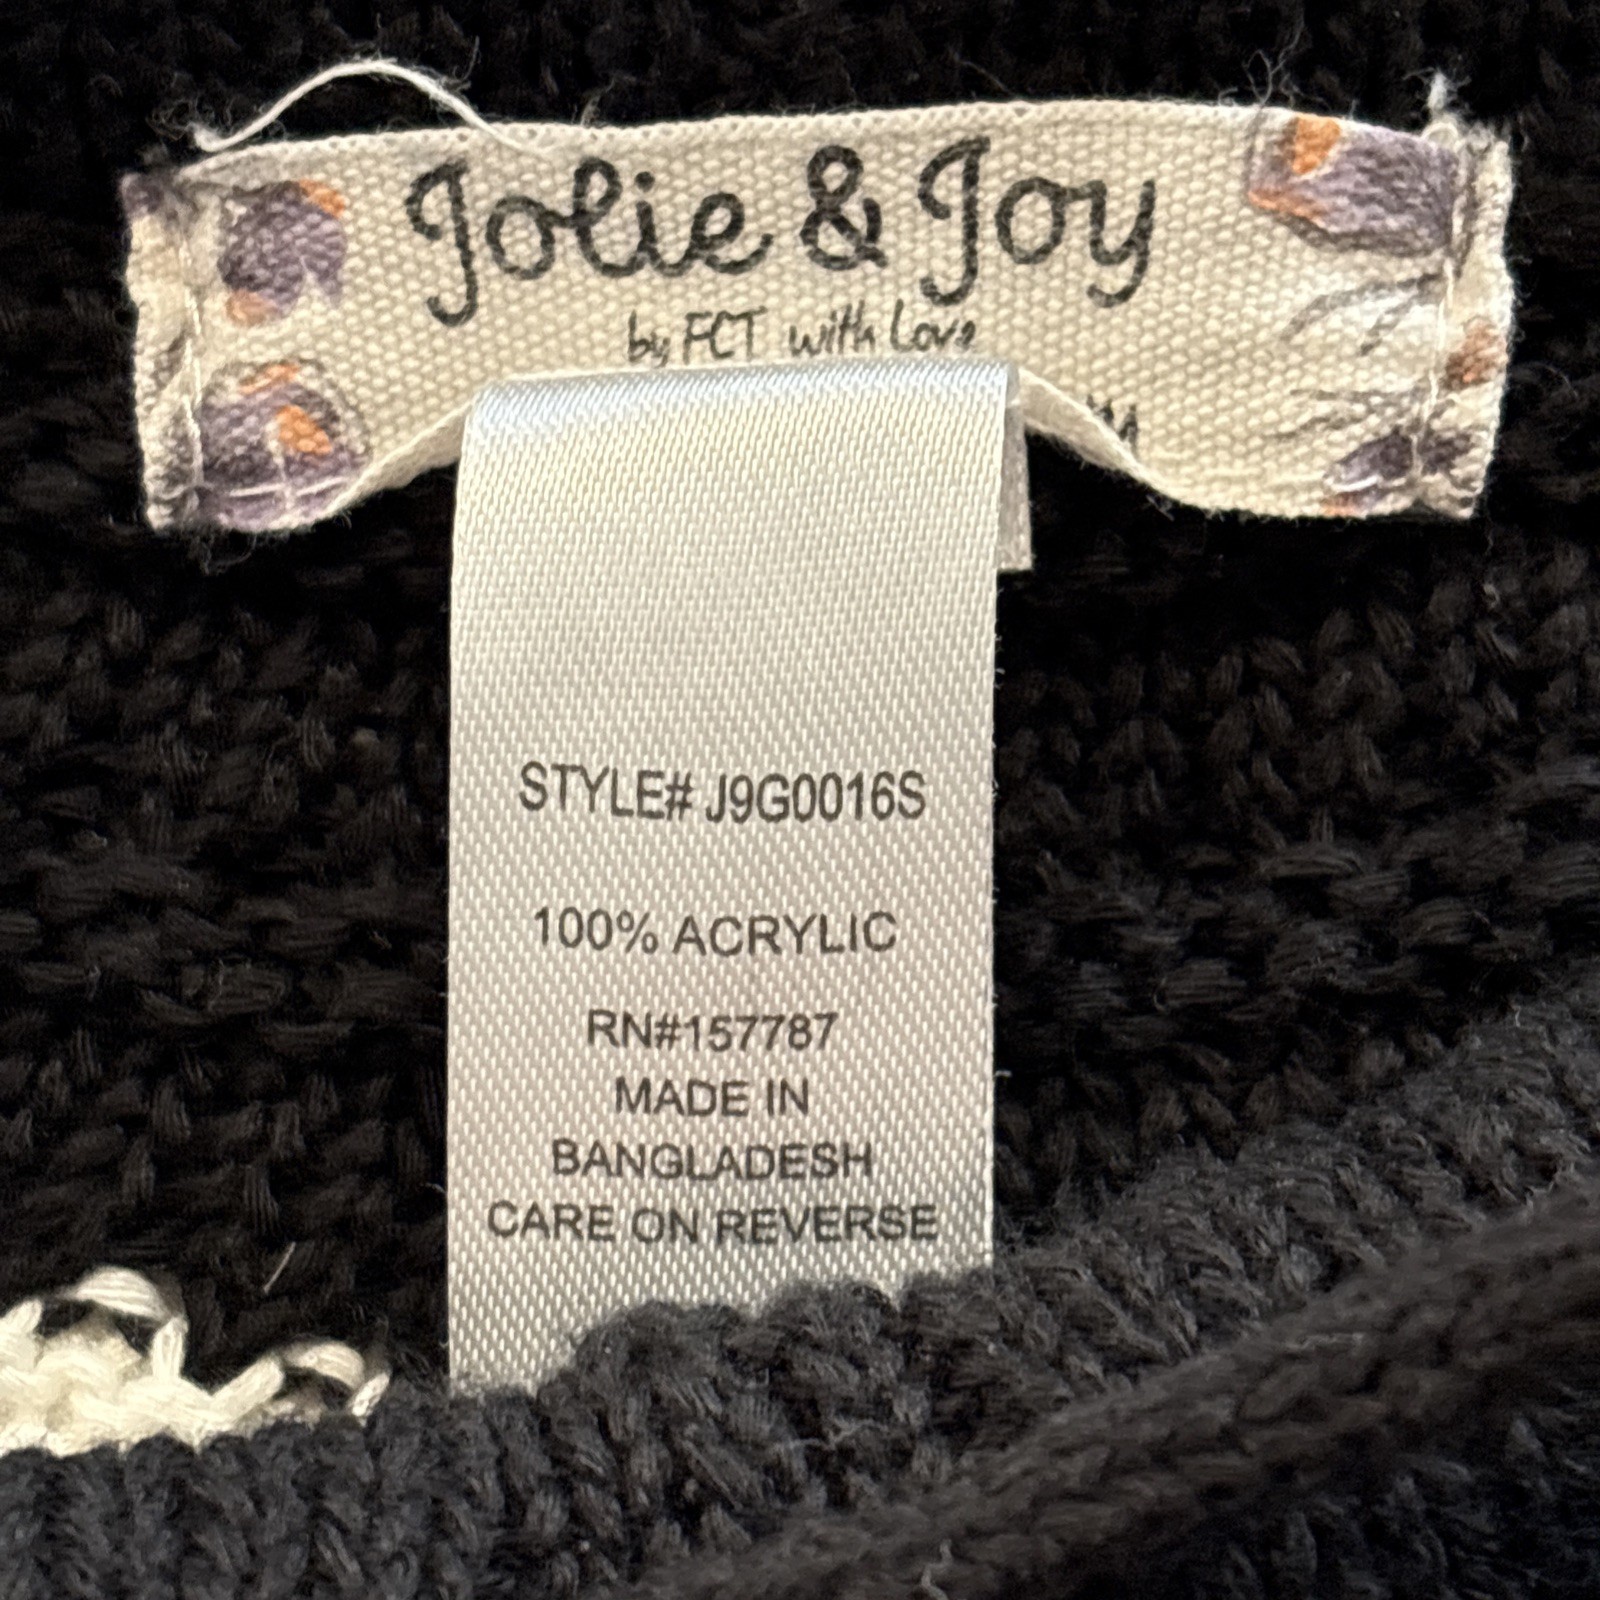 Jolie & Joy
by FCT with Love
STYLE# J9G0016S
100% ACRYLIC
RN#157787
MADE IN
BANGLADESH
CARE ON REVERSE